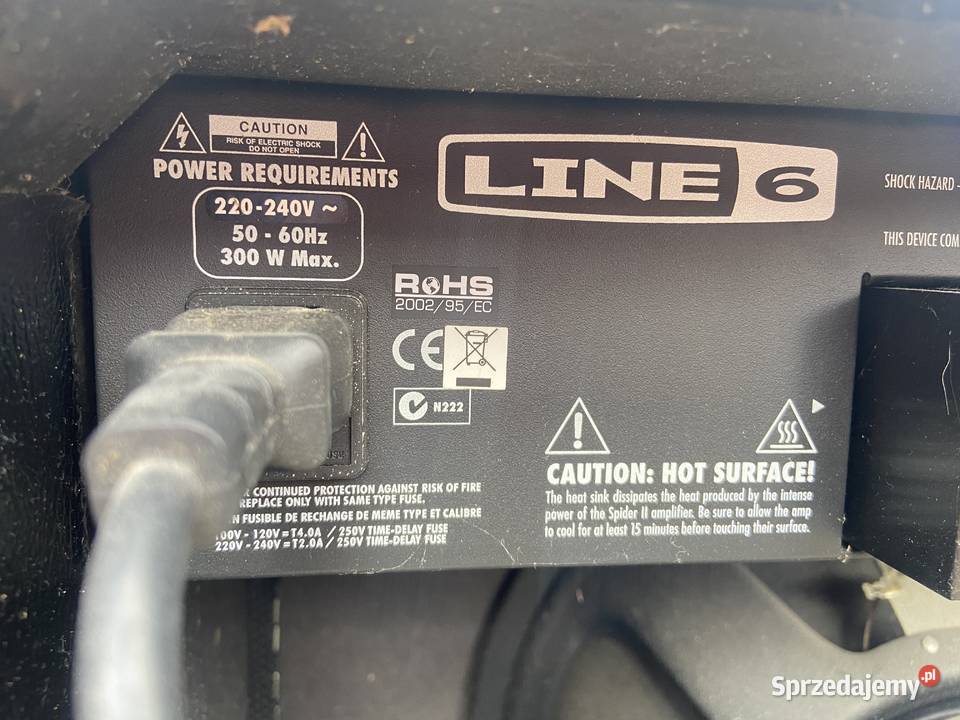 CAUTION
RISK OF ELECTRIC SHOCK
DO NOT OPEN
POWER REQUIREMENTS
220-240V ~
50 - 60Hz
300 W Max.
LINE 6
SHOCK HAZARD -
THIS DEVICE COM
RoHS
2002/95/EC
CE
N222
CONTINUED PROTECTION AGAINST RISK OF FIRE
REPLACE ONLY WITH SAME TYPE FUSE.
FUSIBLE DE RECHANGE DE MEME TYPE ET CALIBRE
100V - 120V = T4.0A / 250V TIME-DELAY FUSE
220V - 240V = T2.0A / 250V TIME-DELAY FUSE
CAUTION: HOT SURFACE!
The heat sink dissipates the heat produced by the intense
power of the Spider II amplifier. Be sure to allow the amp
to cool for at least 15 minutes before touching their surface.
Sprzedajemy.pl